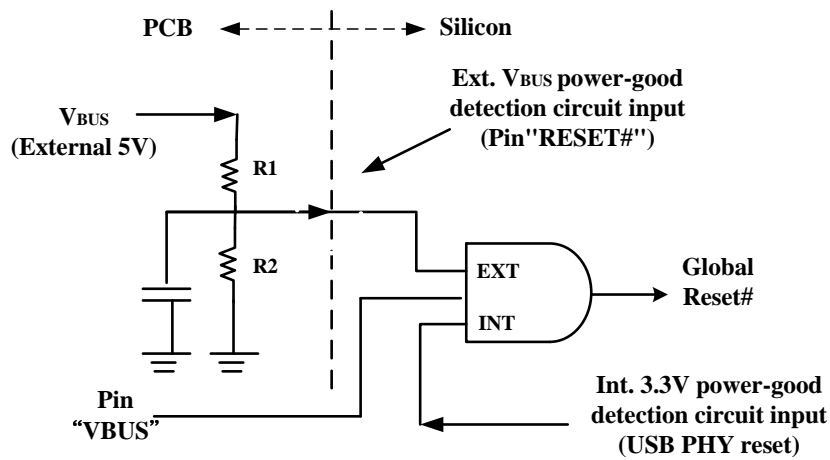 PCB
Silicon
Ext. VBUS power-good
detection circuit input
(Pin"RESET#")
VBUS
(External 5V)
R1
R2
EXT
INT
Global
Reset#
Pin
“VBUS”
Int. 3.3V power-good
detection circuit input
(USB PHY reset)